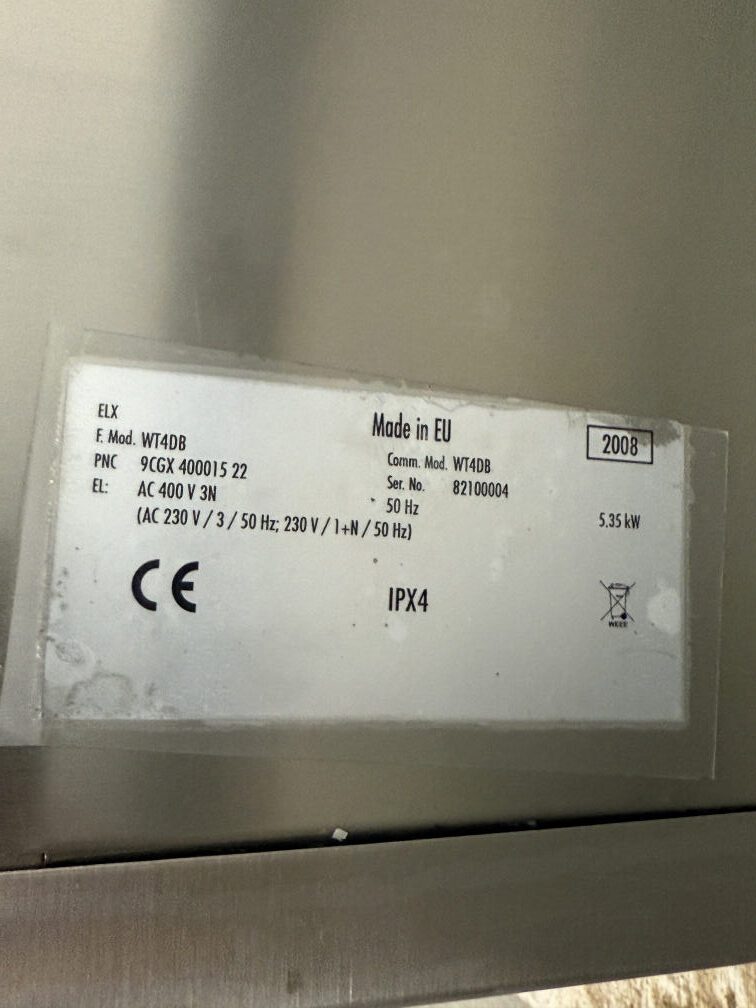 ELX
Made in EU
2008
F. Mod. WT4DB
Comm. Mod. WT4DB
PNC 9CGX 400015 22
Ser. No. 82100004
EL: AC 400 V 3N
50 Hz
5.35 kW
(AC 230 V / 3 / 50 Hz; 230 V / 1+N / 50 Hz)
CE
IPX4